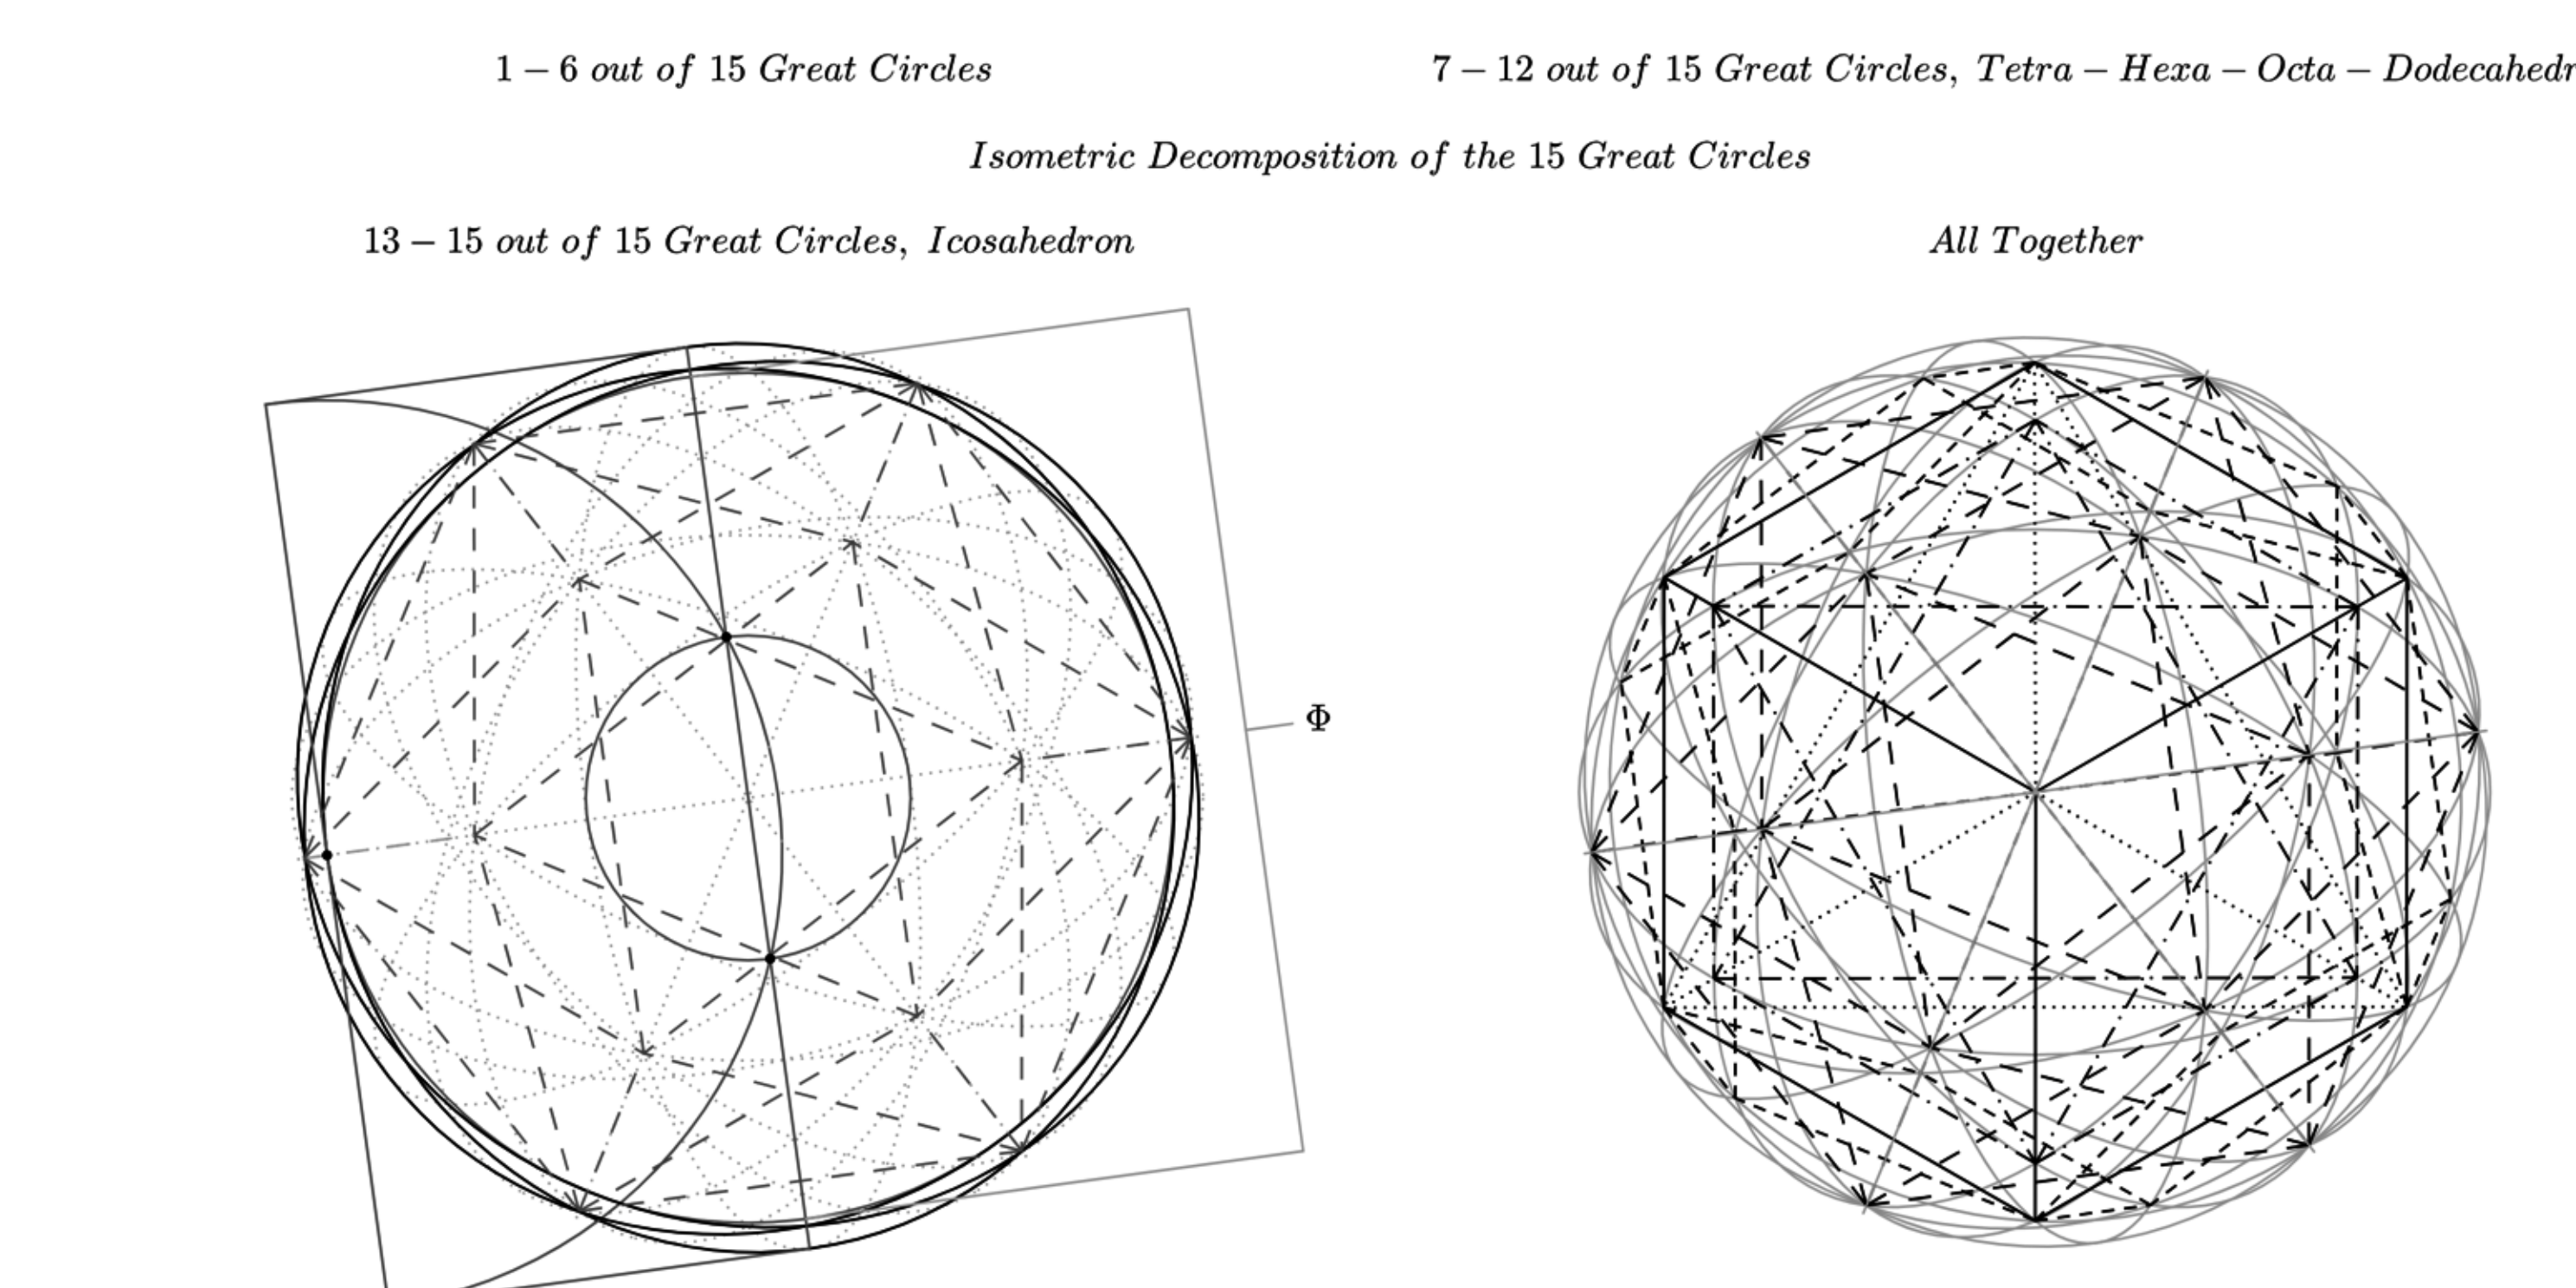 1 – 6 out of 15 Great Circles
7 – 12 out of 15 Great Circles, Tetra – Hexa – Octa – Dodecahedr
Isometric Decomposition of the 15 Great Circles
13 – 15 out of 15 Great Circles, Icosahedron
All Together
Φ